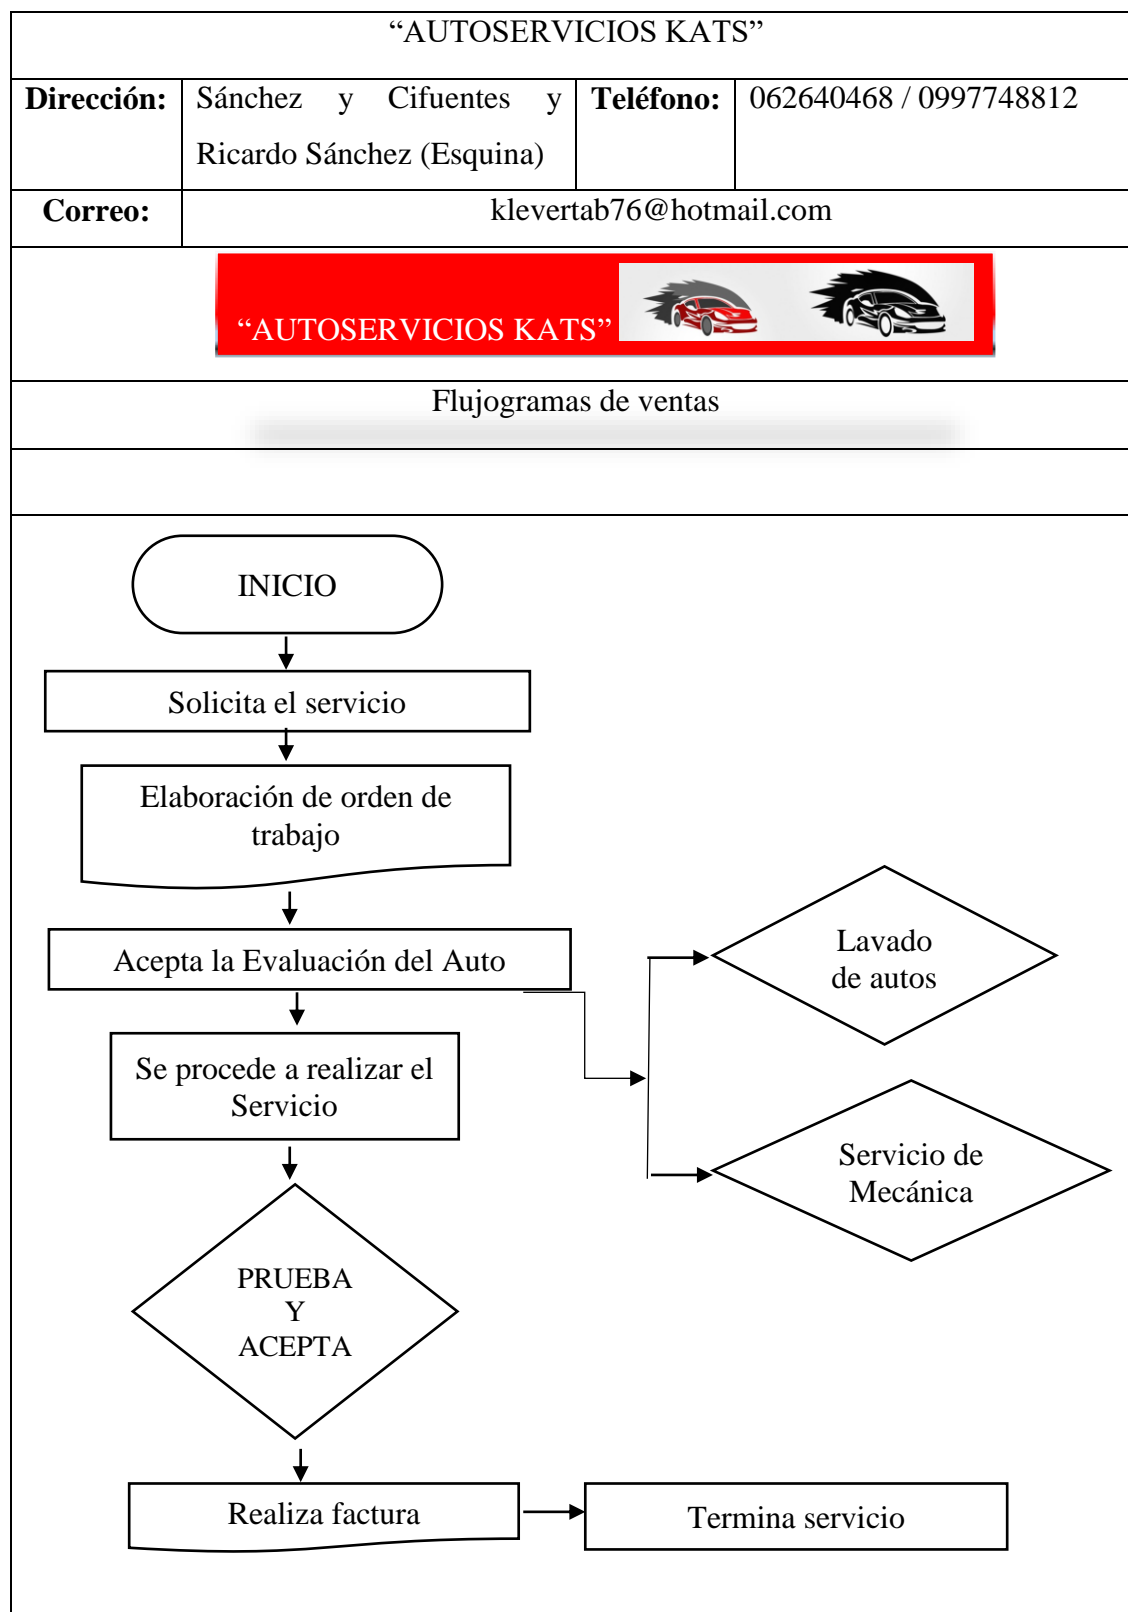 “AUTOSERVICIOS KATS”
Dirección:
Sánchez y Cifuentes y
Ricardo Sánchez (Esquina)
Teléfono:
062640468 / 0997748812
Correo:
klevertab76@hotmail.com
“AUTOSERVICIOS KATS”
Flujogramas de ventas
INICIO
Solicita el servicio
Elaboración de orden de
trabajo
Acepta la Evaluación del Auto
Lavado
de autos
Se procede a realizar el
Servicio
Servicio de
Mecánica
PRUEBA
Y
ACEPTA
Realiza factura
Termina servicio